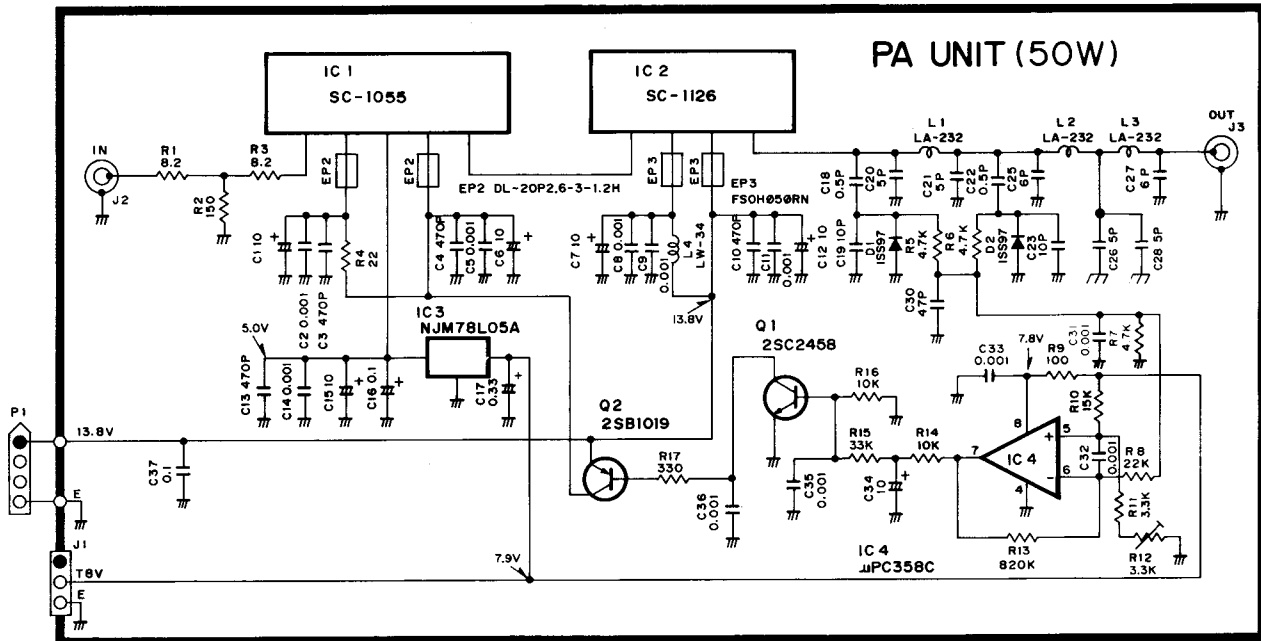 PA UNIT (50W)
IC 1
SC-1055
IC 2
SC-1126
L1
LA-232
L2
LA-232
L3
LA-232
OUT
J3
IN
J2
R1
8.2
R3
8.2
R2
150
EP2
EP2
EP2 DL-20P2.6-3-1.2H
EP3
EP3
EP3
FSOH050RN
C18
0.5P
C20
5P
C21
5P
C22
0.5P
C25
6P
C27
6P
C1 10
C2 0.001
C3 470P
R4
22
C4 470P
C5 0.001
C6 10
C7 10
C8 0.001
C9
0.001
L4
LW-34
C10 470P
C11
0.001
C12 10
C19 10P
D1
1SS97
R5
4.7K
R6
4.7K
D2
1SS97
C23
10P
C26 5P
C28 5P
C30
47P
13.8V
IC3
NJM78L05A
5.0V
C13 470P
C14 0.001
C15 10
C16 0.1
C17
0.33
Q1
2SC2458
R16
10K
C33
0.001
7.8V
R9
100
C31
0.001
R7
4.7K
R10
15K
P1
13.8V
C37
0.1
E
Q2
2SB1019
R17
330
C36
0.001
R15
33K
R14
10K
C35
0.001
C34
10
7
8
5
6
4
+
-
IC 4
C32
0.001
R8
22K
R11
3.3K
R12
3.3K
R13
820K
IC 4
μPC358C
J1
T8V
E
7.9V